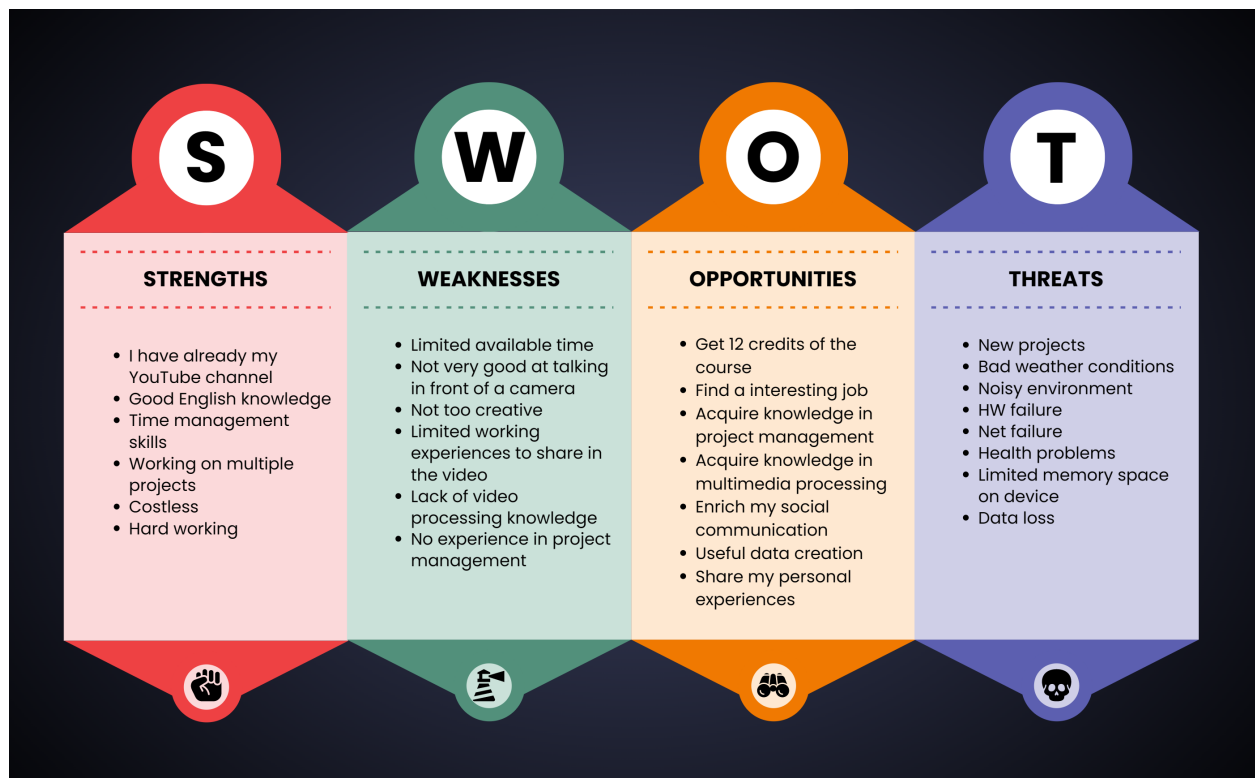 S
STRENGTHS
• I have already my
YouTube channel
• Good English knowledge
• Time management
skills
• Working on multiple
projects
• Costless
• Hard working
W
WEAKNESSES
• Limited available time
• Not very good at talking
in front of a camera
• Not too creative
• Limited working
experiences to share in
the video
• Lack of video
processing knowledge
• No experience in project
management
O
OPPORTUNITIES
• Get 12 credits of the
course
• Find a interesting job
• Acquire knowledge in
project management
• Acquire knowledge in
multimedia processing
• Enrich my social
communication
• Useful data creation
• Share my personal
experiences
T
THREATS
• New projects
• Bad weather conditions
• Noisy environment
• HW failure
• Net failure
• Health problems
• Limited memory space
on device
• Data loss